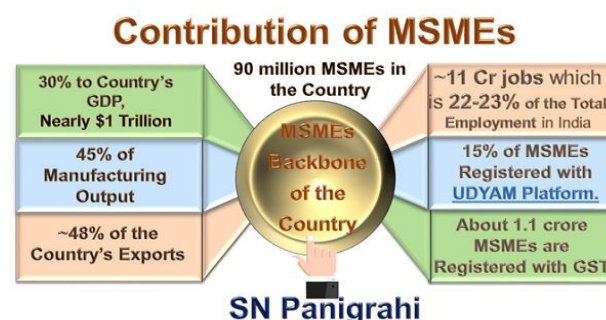 Contribution of MSMEs
30% to Country's
GDP,
Nearly $1 Trillion
45% of
Manufacturing
Output
~48% of the
Country's Exports
90 million MSMEs in
the Country
MSMEs
Backbone
of the
Country
~11 Cr jobs which
is 22-23% of the Total
Employment in India
15% of MSMEs
Registered with
UDYAM Platform.
About 1.1 crore
MSMEs are
Registered with GST
SN Panigrahi